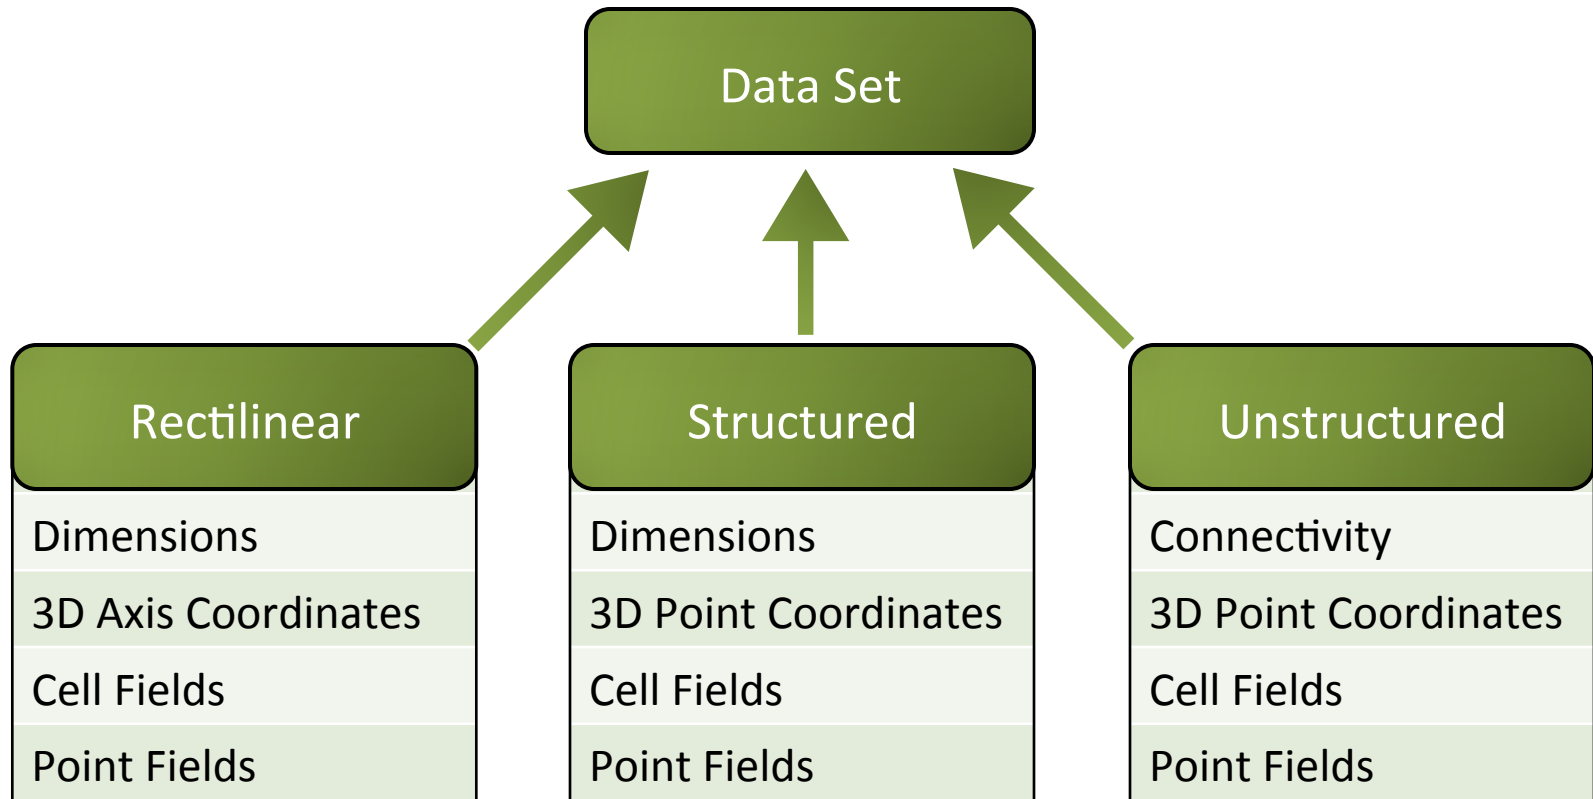 Data Set
Rectilinear
Dimensions
3D Axis Coordinates
Cell Fields
Point Fields
Structured
Dimensions
3D Point Coordinates
Cell Fields
Point Fields
Unstructured
Connectivity
3D Point Coordinates
Cell Fields
Point Fields